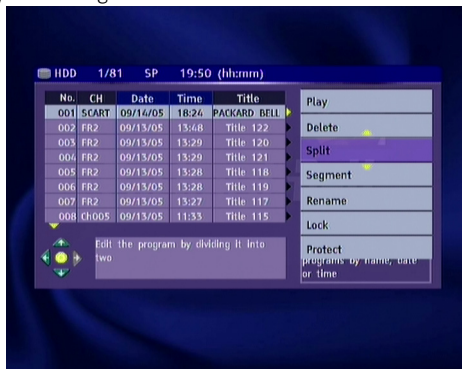 HDD 1/81 SP 19:50 (hh:mm)
No. CH Date Time Title
001 SCART 09/14/05 18:24 PACKARD BELL
002 FR2 09/13/05 13:48 Title 122
003 FR2 09/13/05 13:29 Title 120
004 FR2 09/13/05 13:29 Title 121
005 FR2 09/13/05 13:28 Title 118
006 FR2 09/13/05 13:28 Title 119
007 FR2 09/13/05 13:27 Title 117
008 Ch005 09/13/05 11:33 Title 115
Play
Delete
Split
Segment
Rename
Lock
Protect
Edit the program by dividing it into
two
programs by name, date
or time